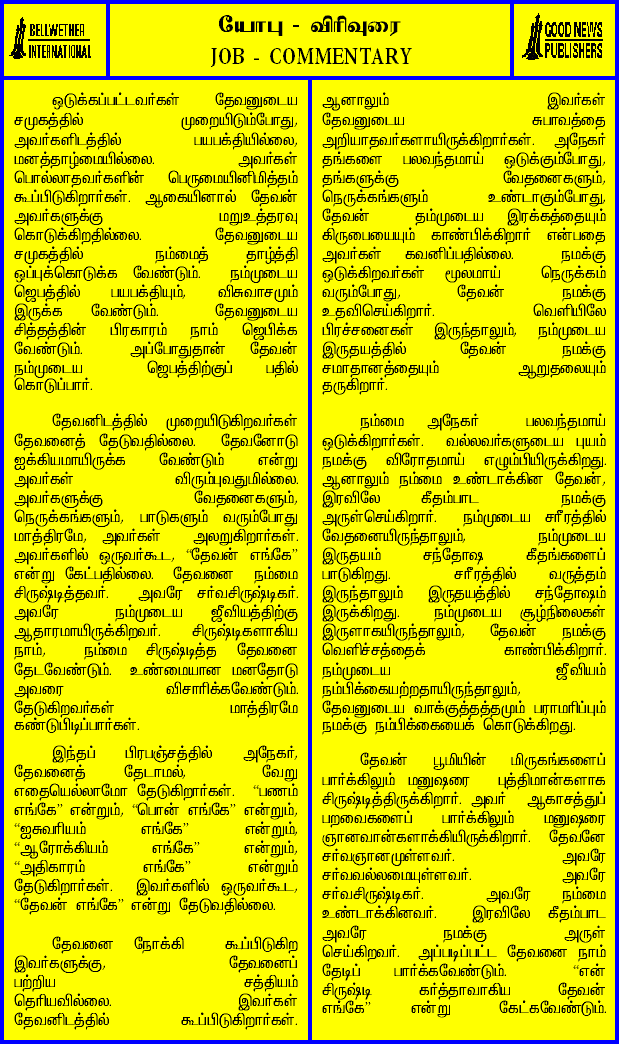 BELLWETHER
INTERNATIONAL
யோபு - விரிவுரை
JOB - COMMENTARY
GOOD NEWS
PUBLISHERS
ஒடுக்கப்பட்டவர்கள் தேவனுடைய
சமுகத்தில் முறையிடும்போது,
அவர்களிடத்தில் பயபக்தியில்லை,
மனத்தாழ்மையில்லை. அவர்கள்
பொல்லாதவர்களின் பெருமையினிமித்தம்
கூப்பிடுகிறார்கள். ஆகையினால் தேவன்
அவர்களுக்கு மறுஉத்தரவு
கொடுக்கிறதில்லை. தேவனுடைய
சமுகத்தில் நம்மைத் தாழ்த்தி
ஒப்புக்கொடுக்க வேண்டும். நம்முடைய
ஜெபத்தில் பயபக்தியும், விசுவாசமும்
இருக்க வேண்டும். தேவனுடைய
சித்தத்தின் பிரகாரம் நாம் ஜெபிக்க
வேண்டும். அப்போதுதான் தேவன்
நம்முடைய ஜெபத்திற்குப் பதில்
கொடுப்பார்.
தேவனிடத்தில் முறையிடுகிறவர்கள்
தேவனைத் தேடுவதில்லை. தேவனோடு
ஐக்கியமாயிருக்க வேண்டும் என்று
அவர்கள் விரும்புவதுமில்லை.
அவர்களுக்கு வேதனைகளும்,
நெருக்கங்களும், பாடுகளும் வரும்போது
மாத்திரமே, அவர்கள் அலறுகிறார்கள்.
அவர்களில் ஒருவர்கூட, “தேவன் எங்கே”
என்று கேட்பதில்லை. தேவனை நம்மை
சிருஷ்டித்தவர். அவரே சர்வசிருஷ்டிகர்.
அவரே நம்முடைய ஜீவியத்திற்கு
ஆதாரமாயிருக்கிறவர். சிருஷ்டிகளாகிய
நாம், நம்மை சிருஷ்டித்த தேவனை
தேடவேண்டும். உண்மையான மனதோடு
அவரை விசாரிக்கவேண்டும்.
தேடுகிறவர்கள் மாத்திரமே
கண்டுபிடிப்பார்கள்.
இந்தப் பிரபஞ்சத்தில் அநேகர்,
தேவனைத் தேடாமல், வேறு
எதையெல்லாமோ தேடுகிறார்கள். “பணம்
எங்கே” என்றும், “பொன் எங்கே” என்றும்,
“ஐசுவரியம் எங்கே” என்றும்,
“ஆரோக்கியம் எங்கே” என்றும்,
“அதிகாரம் எங்கே” என்றும்
தேடுகிறார்கள். இவர்களில் ஒருவர்கூட,
“தேவன் எங்கே” என்று தேடுவதில்லை.
தேவனை நோக்கி கூப்பிடுகிற
இவர்களுக்கு, தேவனைப்
பற்றிய சத்தியம்
தெரியவில்லை. இவர்கள்
தேவனிடத்தில் கூப்பிடுகிறார்கள்.
ஆனாலும் இவர்கள்
தேவனுடைய சுபாவத்தை
அறியாதவர்களாயிருக்கிறார்கள். அநேகர்
தங்களை பலவந்தமாய் ஒடுக்கும்போது,
தங்களுக்கு வேதனைகளும்,
நெருக்கங்களும் உண்டாகும்போது,
தேவன் தம்முடைய இரக்கத்தையும்
கிருபையையும் காண்பிக்கிறார் என்பதை
அவர்கள் கவனிப்பதில்லை. நமக்கு
ஒடுக்கிறவர்கள் மூலமாய் நெருக்கம்
வரும்போது, தேவன் நமக்கு
உதவிசெய்கிறார். வெளியிலே
பிரச்சனைகள் இருந்தாலும், நம்முடைய
இருதயத்தில் தேவன் நமக்கு
சமாதானத்தையும் ஆறுதலையும்
தருகிறார்.
நம்மை அநேகர் பலவந்தமாய்
ஒடுக்கிறார்கள். வல்லவர்களுடைய புயம்
நமக்கு விரோதமாய் எழும்பியிருக்கிறது.
ஆனாலும் நம்மை உண்டாக்கின தேவன்,
இரவிலே கீதம்பாட நமக்கு
அருள்செய்கிறார். நம்முடைய சரீரத்தில்
வேதனையிருந்தாலும், நம்முடைய
இருதயம் சந்தோஷ கீதங்களைப்
பாடுகிறது. சரீரத்தில் வருத்தம்
இருந்தாலும் இருதயத்தில் சந்தோஷம்
இருக்கிறது. நம்முடைய சூழ்நிலைகள்
இருளாகயிருந்தாலும், தேவன் நமக்கு
வெளிச்சத்தைக் காண்பிக்கிறார்.
நம்முடைய ஜீவியம்
நம்பிக்கையற்றதாயிருந்தாலும்,
தேவனுடைய வாக்குத்தத்தமும் பராமரிப்பும்
நமக்கு நம்பிக்கையைக் கொடுக்கிறது.
தேவன் பூமியின் மிருகங்களைப்
பார்க்கிலும் மனுஷரை புத்திமான்களாக
சிருஷ்டித்திருக்கிறார். அவர் ஆகாசத்துப்
பறவைகளைப் பார்க்கிலும் மனுஷரை
ஞானவான்களாக்கியிருக்கிறார். தேவனே
சர்வஞானமுள்ளவர். அவரே
சர்வவல்லமையுள்ளவர். அவரே
சர்வசிருஷ்டிகர். அவரே நம்மை
உண்டாக்கினவர். இரவிலே கீதம்பாட
அவரே நமக்கு அருள்
செய்கிறவர். அப்படிப்பட்ட தேவனை நாம்
தேடிப் பார்க்கவேண்டும். “என்
சிருஷ்டி கர்த்தாவாகிய தேவன்
எங்கே” என்று கேட்கவேண்டும்.